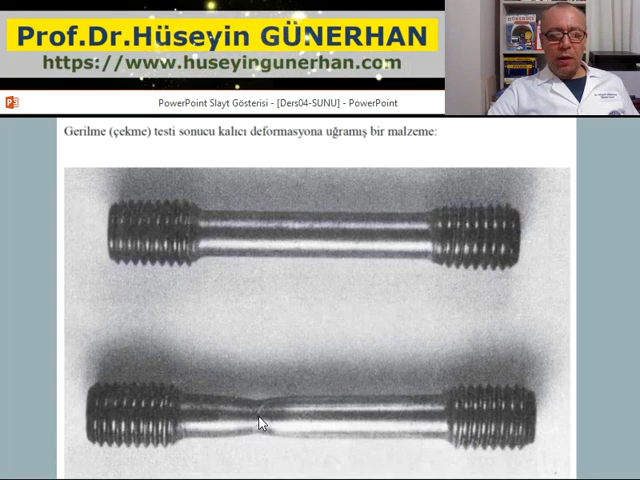 Prof.Dr.Hüseyin GÜNERHAN
https://www.huseyingunerhan.com
PowerPoint Slayt Gösterisi - [Ders04-SUNU] - PowerPoint
Gerilme (çekme) testi sonucu kalıcı deformasyona uğramış bir malzeme: